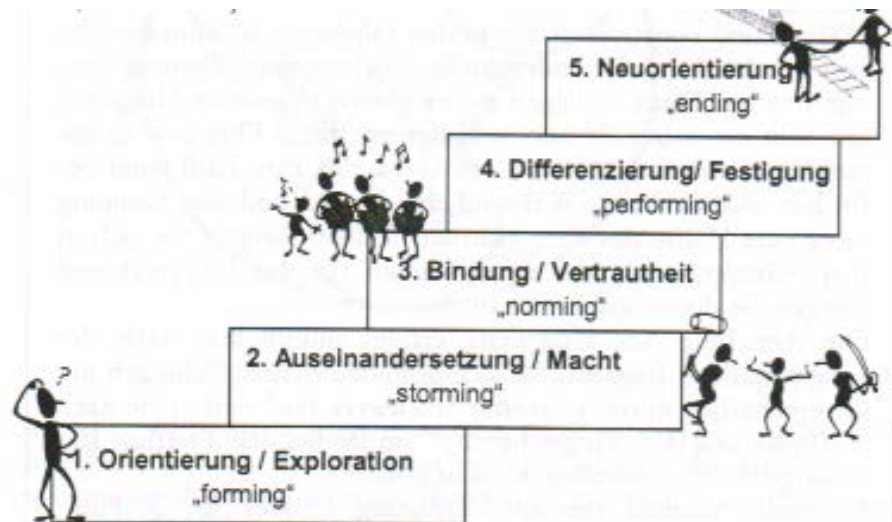 5. Neuorientierung
„ending“
4. Differenzierung/ Festigung
„performing“
3. Bindung / Vertrautheit
„norming“
2. Auseinandersetzung / Macht
„storming“
?
1. Orientierung / Exploration
„forming“